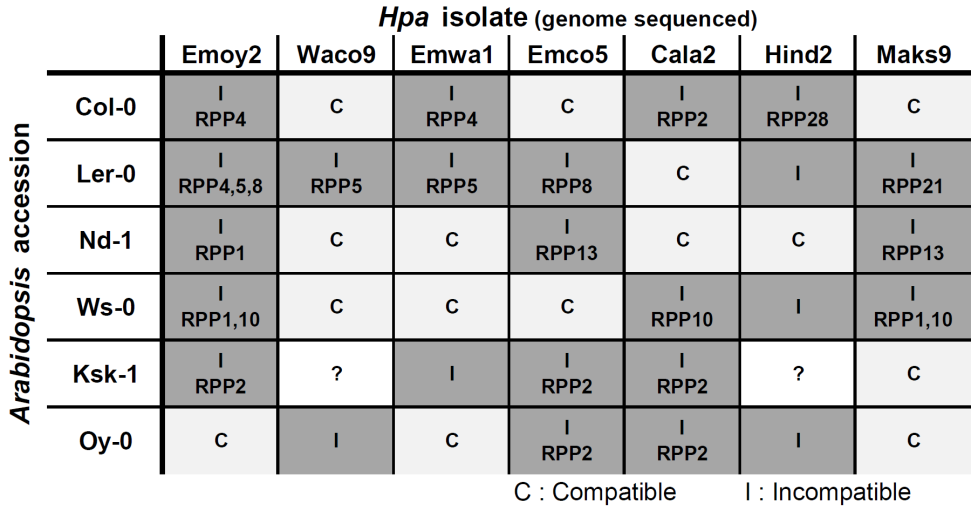 Hpa isolate (genome sequenced)
Emoy2 Waco9 Emwa1 Emco5 Cala2 Hind2 Maks9
Arabidopsis accession
Col-0
I
RPP4
C
I
RPP4
C
I
RPP2
I
RPP28
C
Ler-0
I
RPP4,5,8
I
RPP5
I
RPP5
I
RPP8
C
I
I
RPP21
Nd-1
I
RPP1
C
C
I
RPP13
C
C
I
RPP13
Ws-0
I
RPP1,10
C
C
C
I
RPP10
I
I
RPP1,10
Ksk-1
I
RPP2
?
I
I
RPP2
I
RPP2
?
C
Oy-0
C
I
C
I
RPP2
I
RPP2
I
C
C : Compatible I : Incompatible